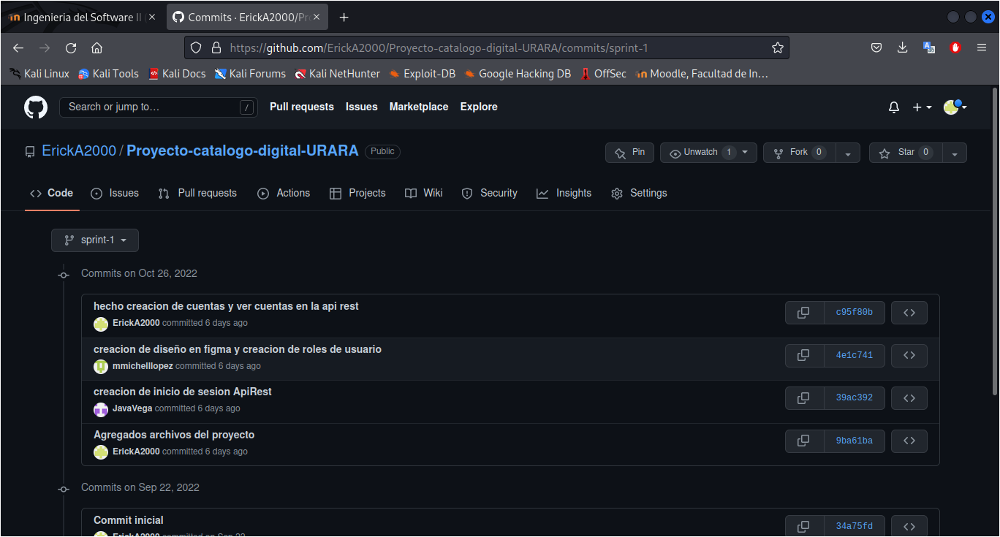 Ingenieria del Software II
Commits · ErickA2000/Pr
https://github.com/ErickA2000/Proyecto-catalogo-digital-URARA/commits/sprint-1
Kali Linux Kali Tools Kali Docs Kali Forums Kali NetHunter Exploit-DB Google Hacking DB OffSec Moodle, Facultad de In…
Search or jump to… / Pull requests Issues Marketplace Explore
ErickA2000 / Proyecto-catalogo-digital-URARA Public Pin Unwatch 1 Fork 0 Star 0
Code Issues Pull requests Actions Projects Wiki Security Insights Settings
sprint-1
Commits on Oct 26, 2022
hecho creacion de cuentas y ver cuentas en la api rest
ErickA2000 committed 6 days ago
c95f80b
creacion de diseño en figma y creacion de roles de usuario
mmichelllopez committed 6 days ago
4e1c741
creacion de inicio de sesion ApiRest
JavaVega committed 6 days ago
39ac392
Agregados archivos del proyecto
ErickA2000 committed 6 days ago
9ba61ba
Commits on Sep 22, 2022
Commit inicial
ErickA2000 committed on Sep 22
34a75fd